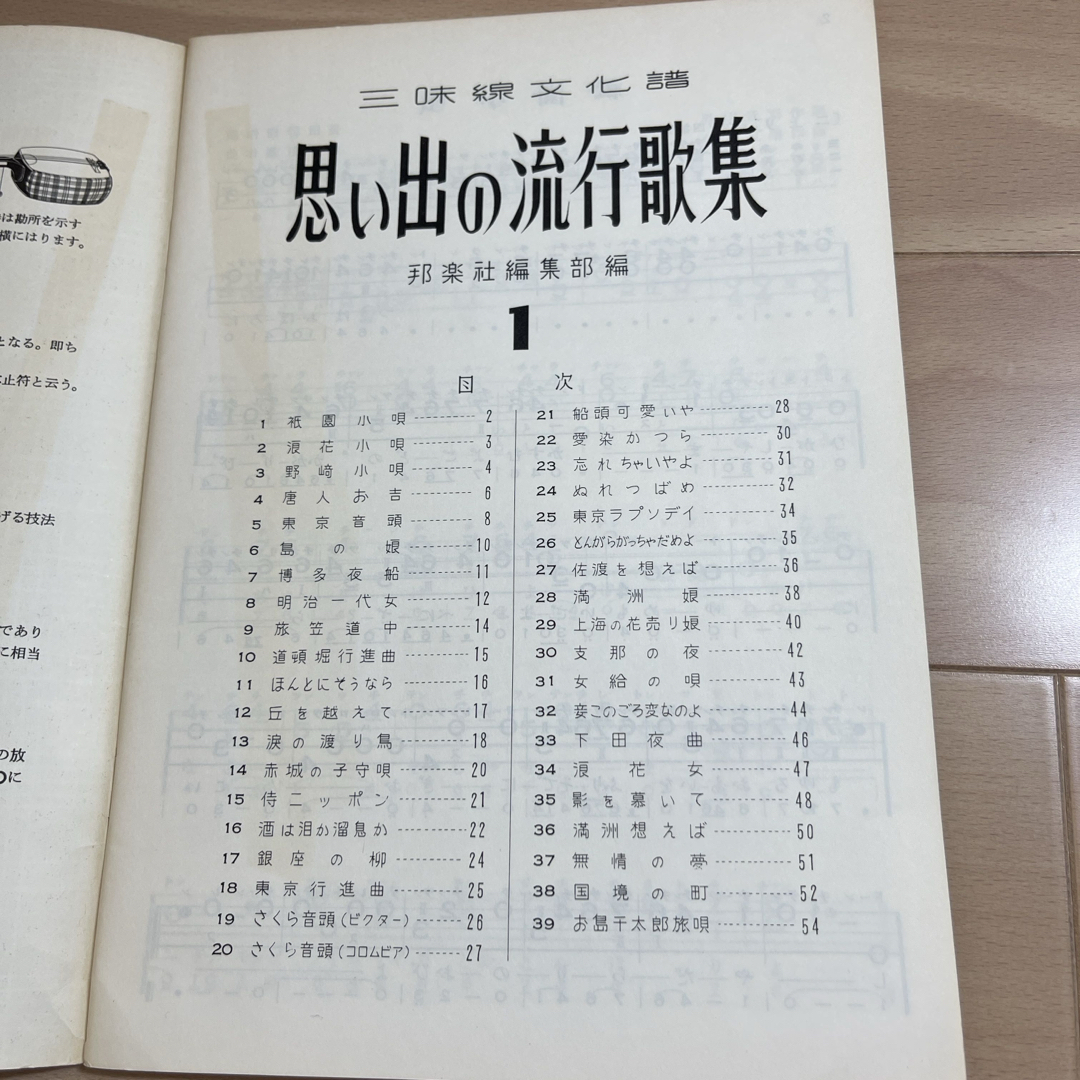 は勘所を示す
横にはります。
となる。即ち
止符と云う。
げる技法
であり
に相当
の放
に
三味線文化譜
思い出の流行歌集
邦楽社編集部編
1
目次
1 祇園小唄 2
2 浪花小唄 3
3 野崎小唄 4
4 唐人お吉 6
5 東京音頭 8
6 島の娘 10
7 博多夜船 11
8 明治一代女 12
9 旅笠道中 14
10 道頓堀行進曲 15
11 ほんとにそうなら 16
12 丘を越えて 17
13 涙の渡り鳥 18
14 赤城の子守唄 20
15 侍ニッポン 21
16 酒は泪か溜息か 22
17 銀座の柳 24
18 東京行進曲 25
19 さくら音頭(ビクター) 26
20 さくら音頭(コロムビア) 27
21 船頭可愛いや 28
22 愛染かつら 30
23 忘れちゃいやよ 31
24 ぬれつばめ 32
25 東京ラプソデイ 34
26 とんがらがっちゃだめよ 35
27 佐渡を想えば 36
28 満洲娘 38
29 上海の花売り娘 40
30 支那の夜 42
31 女給の唄 43
32 妾このごろ変なのよ 44
33 下田夜曲 46
34 浪花女 47
35 影を慕いて 48
36 満洲想えば 50
37 無情の夢 51
38 国境の町 52
39 お島千太郎旅唄 54